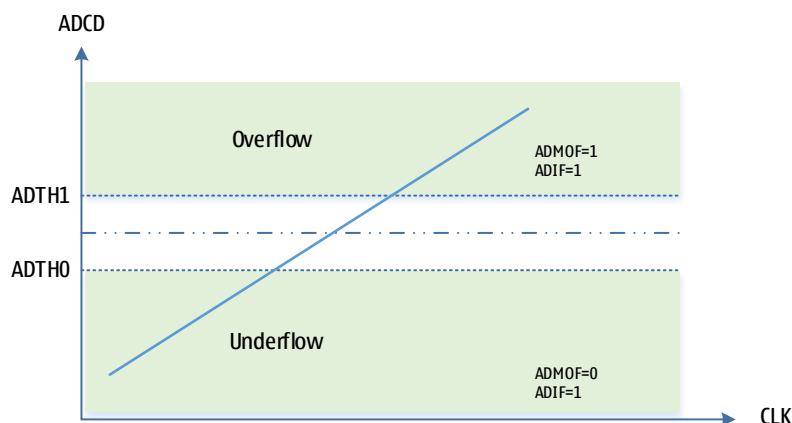 ADCD
Overflow
ADMOF=1
ADIF=1
ADTH1
ADTH0
Underflow
ADMOF=0
ADIF=1
CLK